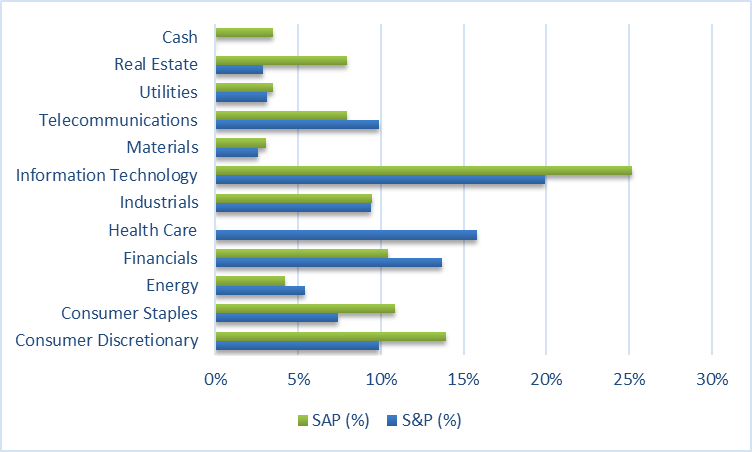 Cash
Real Estate
Utilities
Telecommunications
Materials
Information Technology
Industrials
Health Care
Financials
Energy
Consumer Staples
Consumer Discretionary
0% 5% 10% 15% 20% 25% 30%
SAP (%) S&P (%)